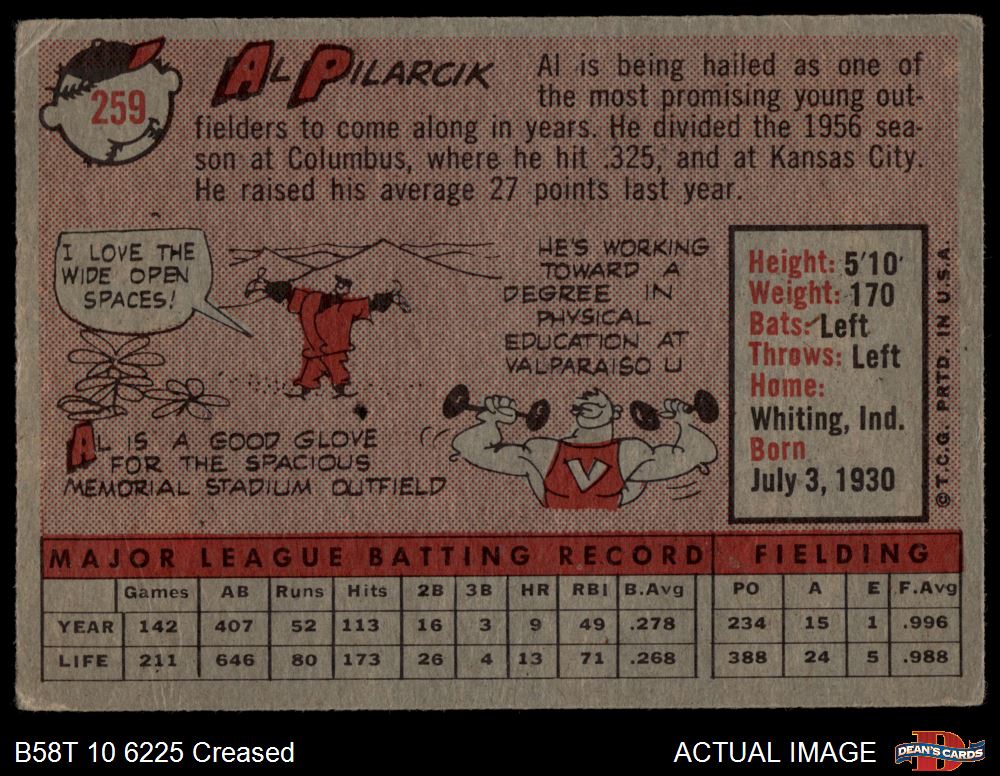 259
AL PILARCIK
Al is being hailed as one of
the most promising young out-
fielders to come along in years. He divided the 1956 sea-
son at Columbus, where he hit .325, and at Kansas City.
He raised his average 27 points last year.
I LOVE THE
WIDE OPEN
SPACES!
AL IS A GOOD GLOVE
FOR THE SPACIOUS
MEMORIAL STADIUM OUTFIELD
HE'S WORKING
TOWARD A
DEGREE IN
PHYSICAL
EDUCATION AT
VALPARAISO U
V
Height: 5'10'
Weight: 170
Bats: Left
Throws: Left
Home:
Whiting, Ind.
Born
July 3, 1930
© T.C.G. PRTD. IN U.S.A.
MAJOR LEAGUE BATTING RECORD FIELDING
Games AB Runs Hits 2B 3B HR RBI B.Avg PO A E F.Avg
YEAR 142 407 52 113 16 3 9 49 .278 234 15 1 .996
LIFE 211 646 80 173 26 4 13 71 .268 388 24 5 .988
B58T 10 6225 Creased
ACTUAL IMAGE
D
DEAN'S CARDS